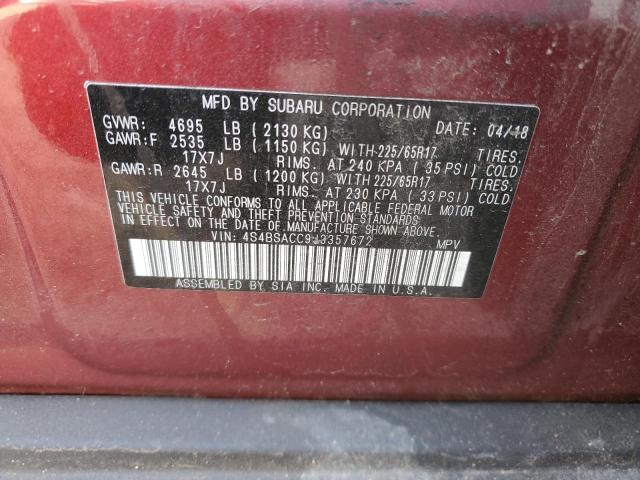 MFD BY SUBARU CORPORATION
GVWR: 4695 LB (2130 KG) DATE: 04/18
GAWR:F 2535 LB (1150 KG) WITH 225/65R17 TIRES.
17X7J RIMS. AT 240 KPA (35 PSI) COLD
GAWR:R 2645 LB (1200 KG) WITH 225/65R17 TIRES.
17X7J RIMS. AT 230 KPA (33 PSI) COLD
THIS VEHICLE CONFORMS TO ALL APPLICABLE FEDERAL MOTOR
VEHICLE SAFETY AND THEFT PREVENTION STANDARDS
IN EFFECT ON THE DATE OF MANUFACTURE SHOWN ABOVE.
VIN: 4S4BSACC9J3357672 MPV
ASSEMBLED BY SIA INC. MADE IN U.S.A.